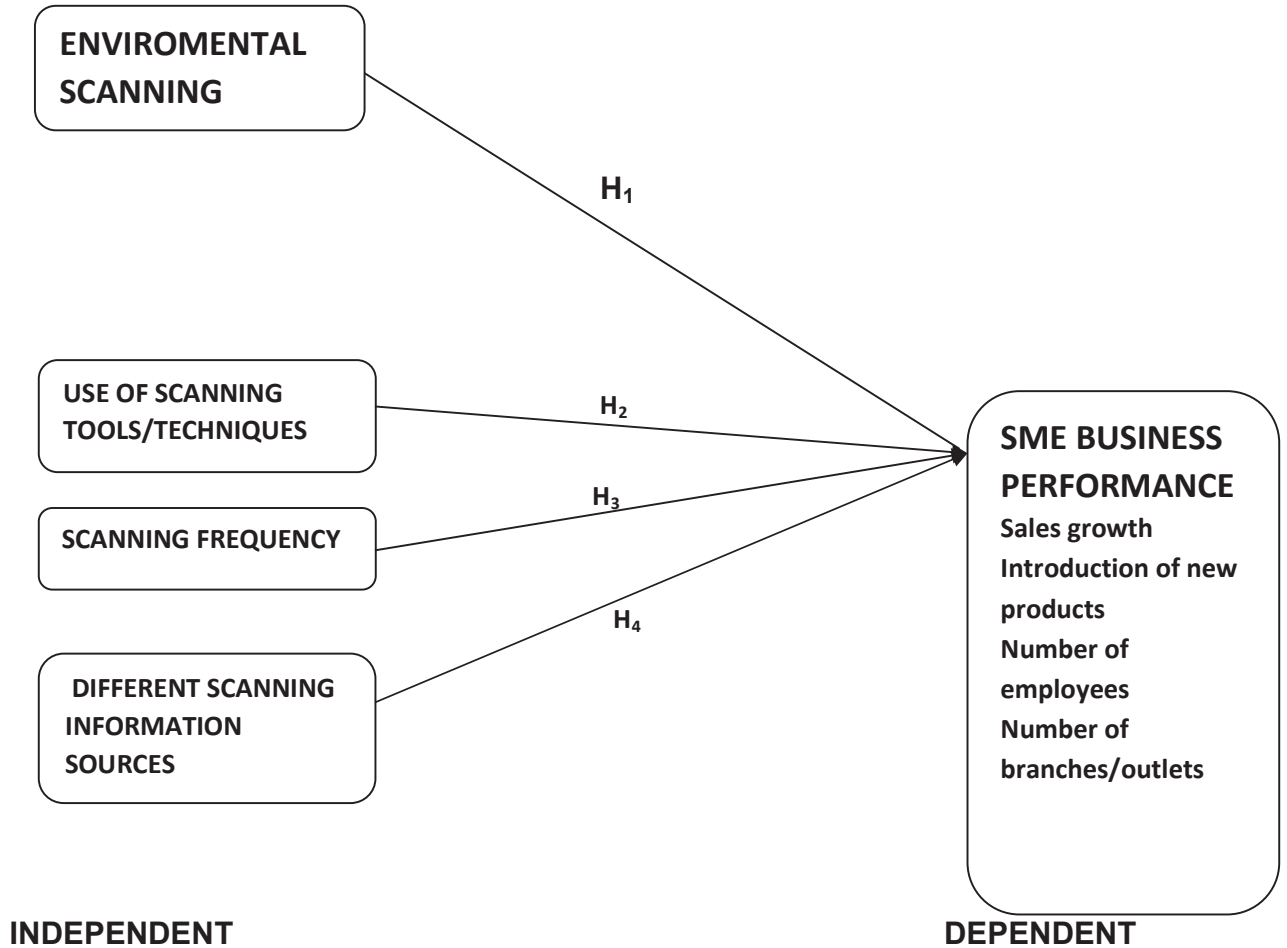 ENVIROMENTAL
SCANNING
H₁
USE OF SCANNING
TOOLS/TECHNIQUES
H₂
SCANNING FREQUENCY
H₃
DIFFERENT SCANNING
INFORMATION
SOURCES
H₄
SME BUSINESS
PERFORMANCE
Sales growth
Introduction of new
products
Number of
employees
Number of
branches/outlets
INDEPENDENT
DEPENDENT